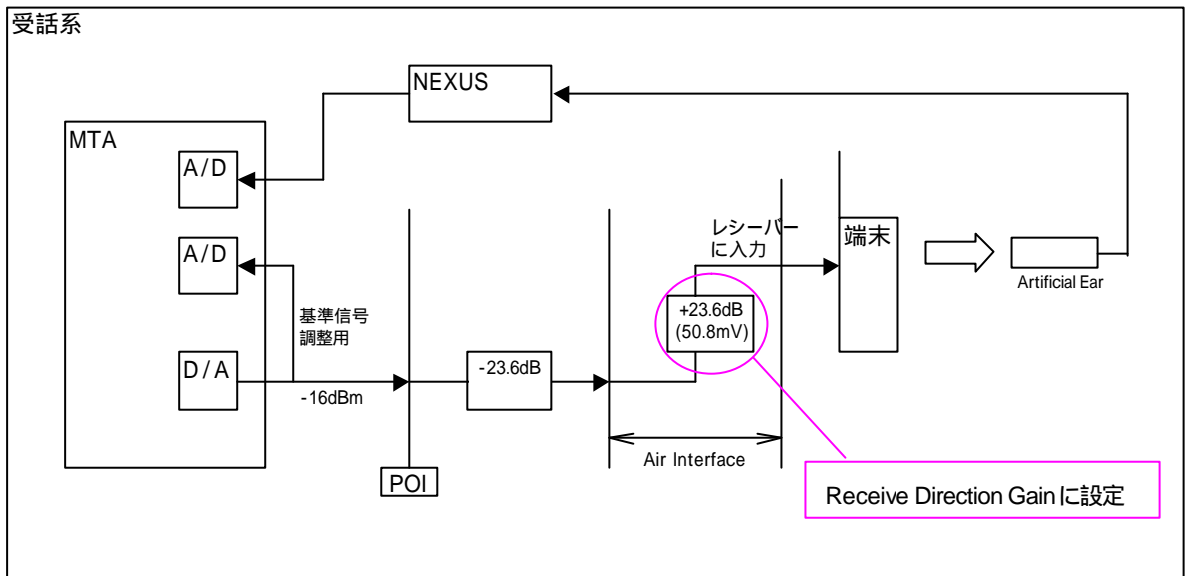 受話系
NEXUS
MTA
A/D
A/D
D/A
基準信号
調整用
-16dBm
POI
-23.6dB
レシーバー
に入力
+23.6dB
(50.8mV)
Air Interface
端末
Artificial Ear
Receive Direction Gainに設定